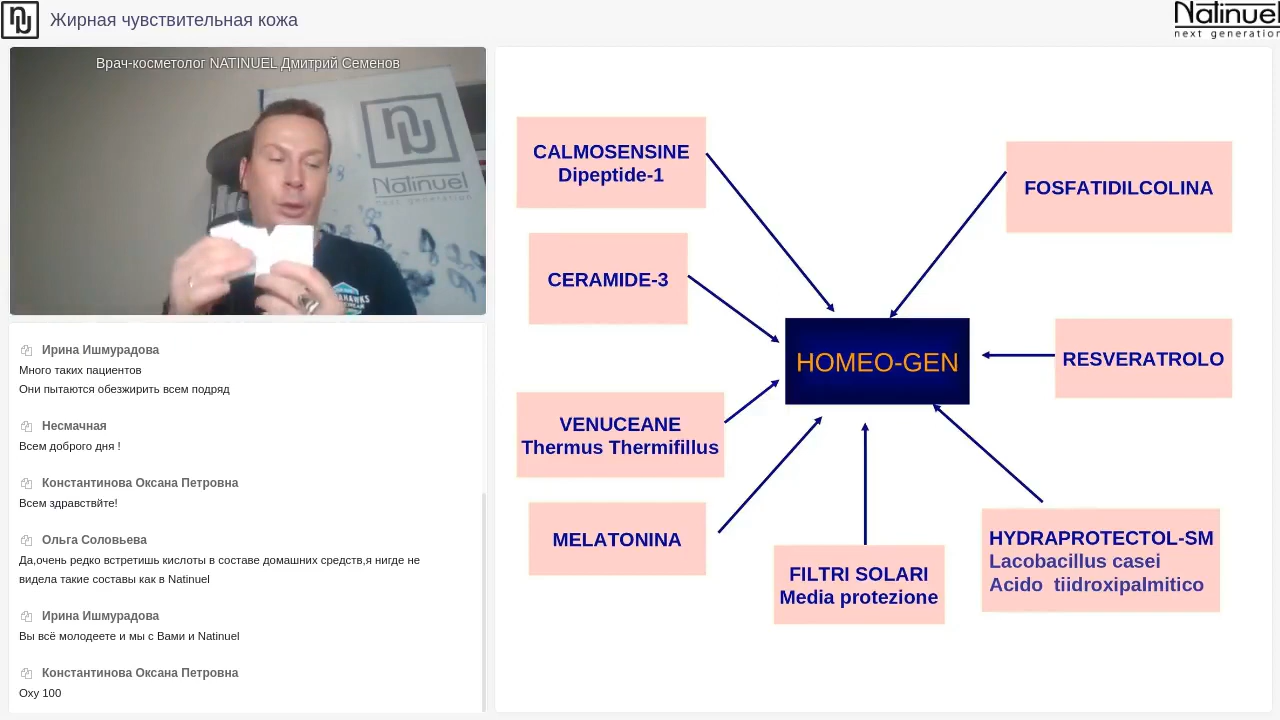 Жирная чувствительная кожа
Natinuel
next generation
Врач-косметолог NATINUEL Дмитрий Семенов
Natinuel
next generation
Ирина Ишмурадова
Много таких пациентов
Они пытаются обезжирить всем подряд
Несмачная
Всем доброго дня !
Константинова Оксана Петровна
Всем здравствйте!
Ольга Соловьева
Да,очень редко встретишь кислоты в составе домашних средств,я нигде не
видела такие составы как в Natinuel
Ирина Ишмурадова
Вы всё молодеете и мы с Вами и Natinuel
Константинова Оксана Петровна
Оху 100
CALMOSENSINE
Dipeptide-1
FOSFATIDILCOLINA
CERAMIDE-3
HOMEO-GEN
RESVERATROLO
VENUCEANE
Thermus Thermifillus
MELATONINA
FILTRI SOLARI
Media protezione
HYDRAPROTECTOL-SM
Lacobacillus casei
Acido tiidroxipalmitico